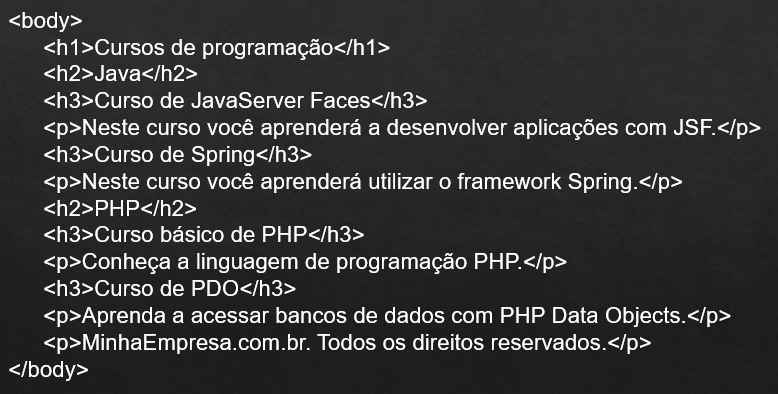 <body>
<h1>Cursos de programação</h1>
<h2>Java</h2>
<h3>Curso de JavaServer Faces</h3>
<p>Neste curso você aprenderá a desenvolver aplicações com JSF.</p>
<h3>Curso de Spring</h3>
<p>Neste curso você aprenderá utilizar o framework Spring.</p>
<h2>PHP</h2>
<h3>Curso básico de PHP</h3>
<p>Conheça a linguagem de programação PHP.</p>
<h3>Curso de PDO</h3>
<p>Aprenda a acessar bancos de dados com PHP Data Objects.</p>
<p>MinhaEmpresa.com.br. Todos os direitos reservados.</p>
</body>